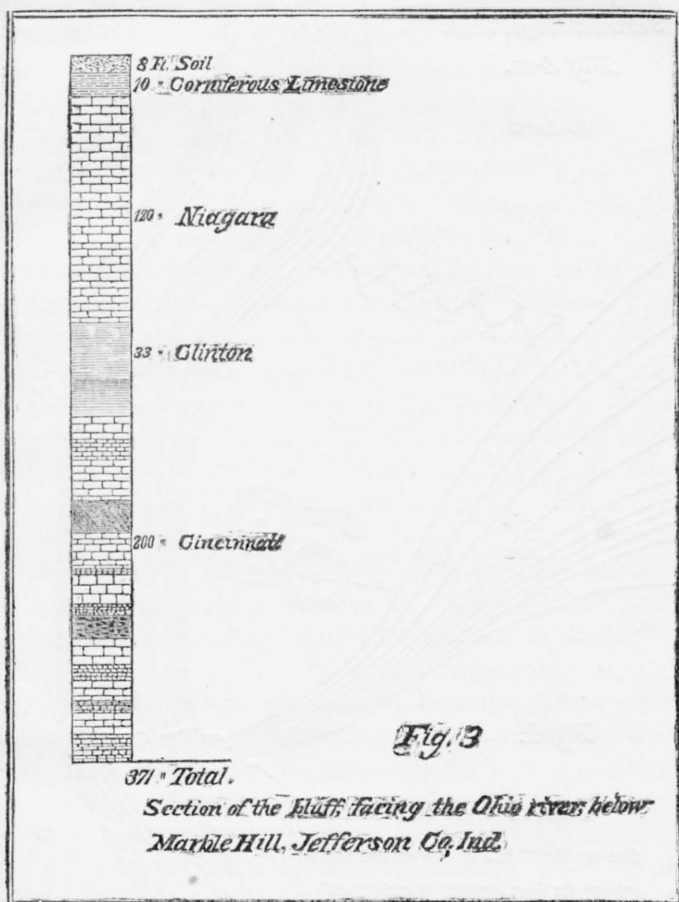 8 Ft. Soil
10 " Corniferous Limestone
120 " Niagara
33 " Clinton
200 " Cincinnati
Fig. 3
371 " Total.
Section of the bluff, facing the Ohio river, below
Marble Hill, Jefferson Co, Ind.